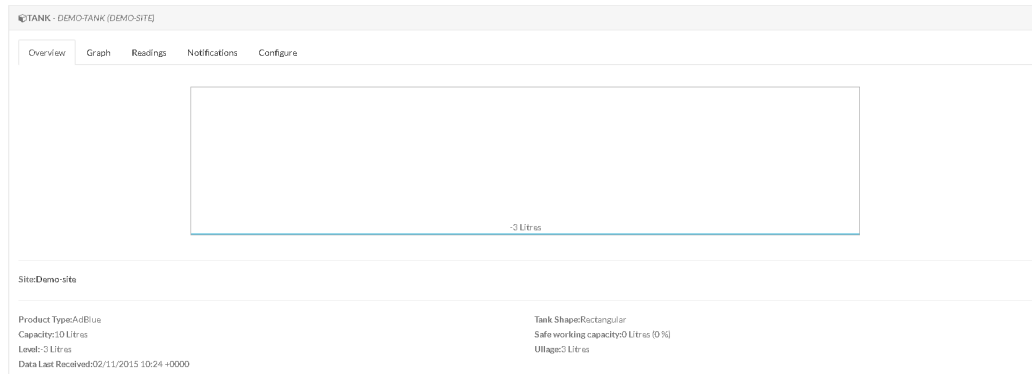 TANK - DEMO-TANK (DEMO-SITE)
Overview Graph Readings Notifications Configure
-3 Litres
Site:Demo-site
Product Type:AdBlue
Capacity:10 Litres
Level:-3 Litres
Data Last Received:02/11/2015 10:24 +0000
Tank Shape:Rectangular
Safe working capacity:0 Litres (0 %)
Ullage:3 Litres